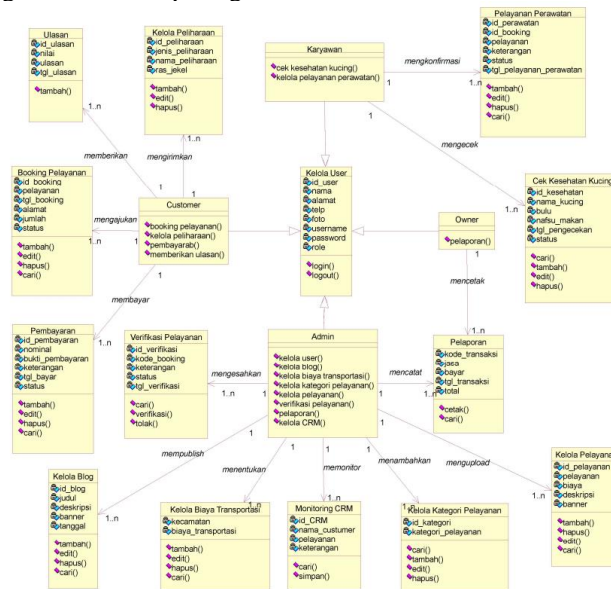 Ulasan
id_ulasan
nilai
ulasan
tgl_ulasan
tambah()
Kelola Peliharaan
id_peliharaan
jenis_peliharaan
nama_peliharaan
ras_jekel
tambah()
edit()
hapus()
Karyawan
cek kesehatan kucing()
kelola pelayanan perawatan()
Pelayanan Perawatan
id_perawatan
id_booking
pelayanan
keterangan
status
tgl_pelayanan_perawatan
tambah()
edit()
hapus()
cari()
mengkonfirmasi
1
1..n
1
1..n
1..n
memberikan
mengirimkan
mengecek
1
1
1..n
Booking Pelayanan
id_booking
pelayanan
tgl_booking
alamat
jumlah
status
tambah()
edit()
hapus()
cari()
mengajukan
1..n
1
Customer
booking pelayanan()
kelola peliharaan()
pembayarab()
memberikan ulasan()
1
Kelola User
id_user
nama
alamat
telp
foto
username
password
role
login()
logout()
Owner
pelaporan()
1
Cek Kesehatan Kucing
id_kesehatan
nama_kucing
bulu
nafsu_makan
tgl_pengecekan
status
cari()
tambah()
edit()
hapus()
membayar
1..n
mencetak
1..n
Pembayaran
id_pembayaran
nominal
bukti_pembayaran
keterangan
tgl_bayar
status
tambah()
edit()
hapus()
cari()
Verifikasi Pelayanan
id_verifikasi
kode_booking
keterangan
status
tgl_verifikasi
cari()
verifikasi()
tolak()
mengesahkan
1..n
1
Admin
kelola user()
kelola blog()
kelola biaya transportasi()
kelola kategori pelayanan()
kelola pelayanan()
verifikasi pelayanan()
pelaporan()
kelola CRM()
mencatat
1
1..n
Pelaporan
kode_transaksi
jasa
bayar
tgl_transaksi
total
cetak()
cari()
1
1
1
1
1
mempublish
menentukan
memonitor
menambahkan
mengupload
1..n
1..n
1..n
1..n
1..n
Kelola Blog
id_blog
judul
deskripsi
banner
tanggal
tambah()
edit()
hapus()
cari()
Kelola Biaya Transportasi
kecamatan
biaya_transportasi
tambah()
edit()
hapus()
cari()
Monitoring CRM
id_CRM
nama_custumer
pelayanan
keterangan
cari()
simpan()
Kelola Kategori Pelayanan
id_kategori
kategori_pelayanan
cari()
tambah()
edit()
hapus()
Kelola Pelayanan
id_pelayanan
pelayanan
biaya
deskripsi
banner
tambah()
hapus()
edit()
cari()